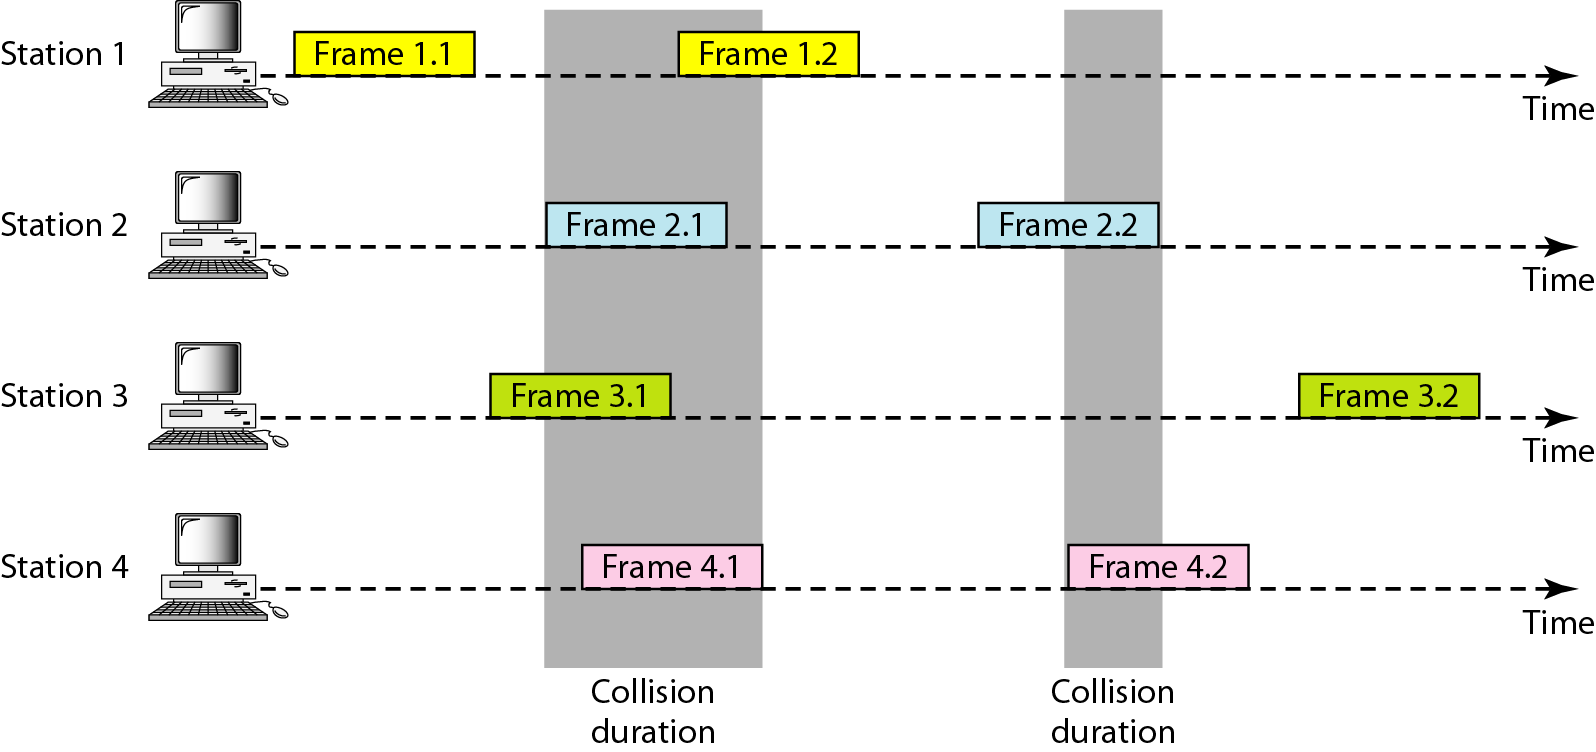 Station 1
Frame 1.1
Frame 1.2
Time
Station 2
Frame 2.1
Frame 2.2
Time
Station 3
Frame 3.1
Frame 3.2
Time
Station 4
Frame 4.1
Frame 4.2
Time
Collision
duration
Collision
duration